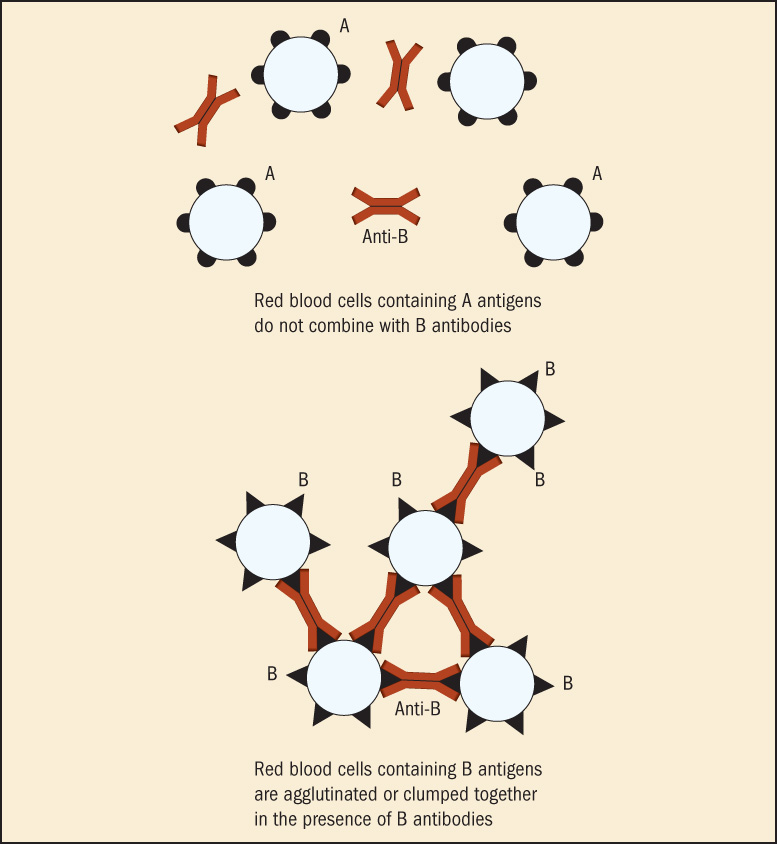 A
A
A
Anti-B
Red blood cells containing A antigens
do not combine with B antibodies
B
B
B
B
B
B
Anti-B
Red blood cells containing B antigens
are agglutinated or clumped together
in the presence of B antibodies